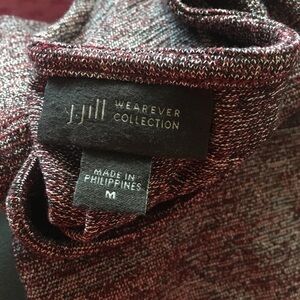 J.Jill WEAREVER
COLLECTION
MADE IN
PHILIPPINES
M